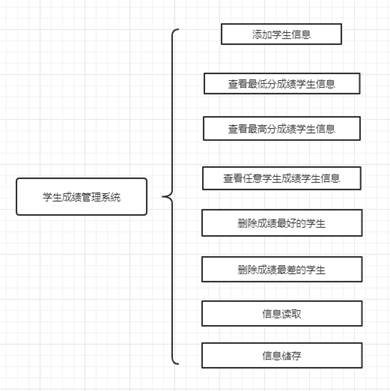 添加学生信息
查看最低分成绩学生信息
查看最高分成绩学生信息
查看任意学生成绩学生信息
学生成绩管理系统
删除成绩最好的学生
删除成绩最差的学生
信息读取
信息储存